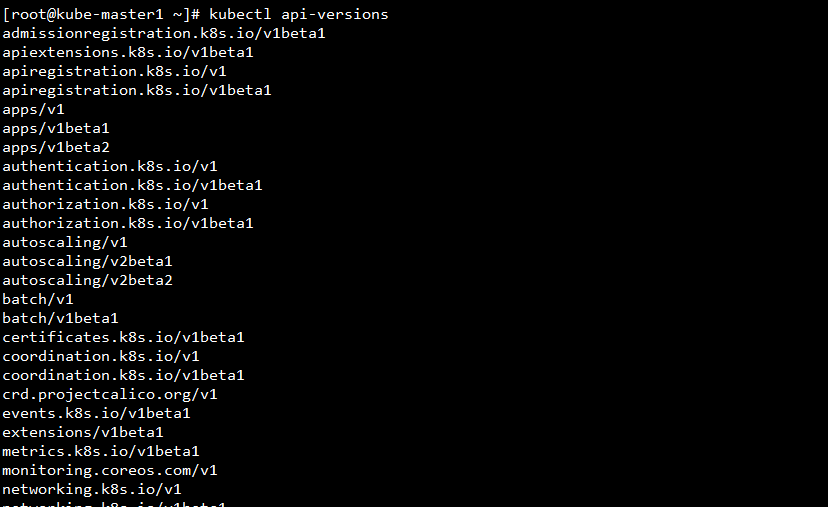 [root@kube-master1 ~]# kubectl api-versions
admissionregistration.k8s.io/v1beta1
apiextensions.k8s.io/v1beta1
apiregistration.k8s.io/v1
apiregistration.k8s.io/v1beta1
apps/v1
apps/v1beta1
apps/v1beta2
authentication.k8s.io/v1
authentication.k8s.io/v1beta1
authorization.k8s.io/v1
authorization.k8s.io/v1beta1
autoscaling/v1
autoscaling/v2beta1
autoscaling/v2beta2
batch/v1
batch/v1beta1
certificates.k8s.io/v1beta1
coordination.k8s.io/v1
coordination.k8s.io/v1beta1
crd.projectcalico.org/v1
events.k8s.io/v1beta1
extensions/v1beta1
metrics.k8s.io/v1beta1
monitoring.coreos.com/v1
networking.k8s.io/v1
networking.k8s.io/v1beta1